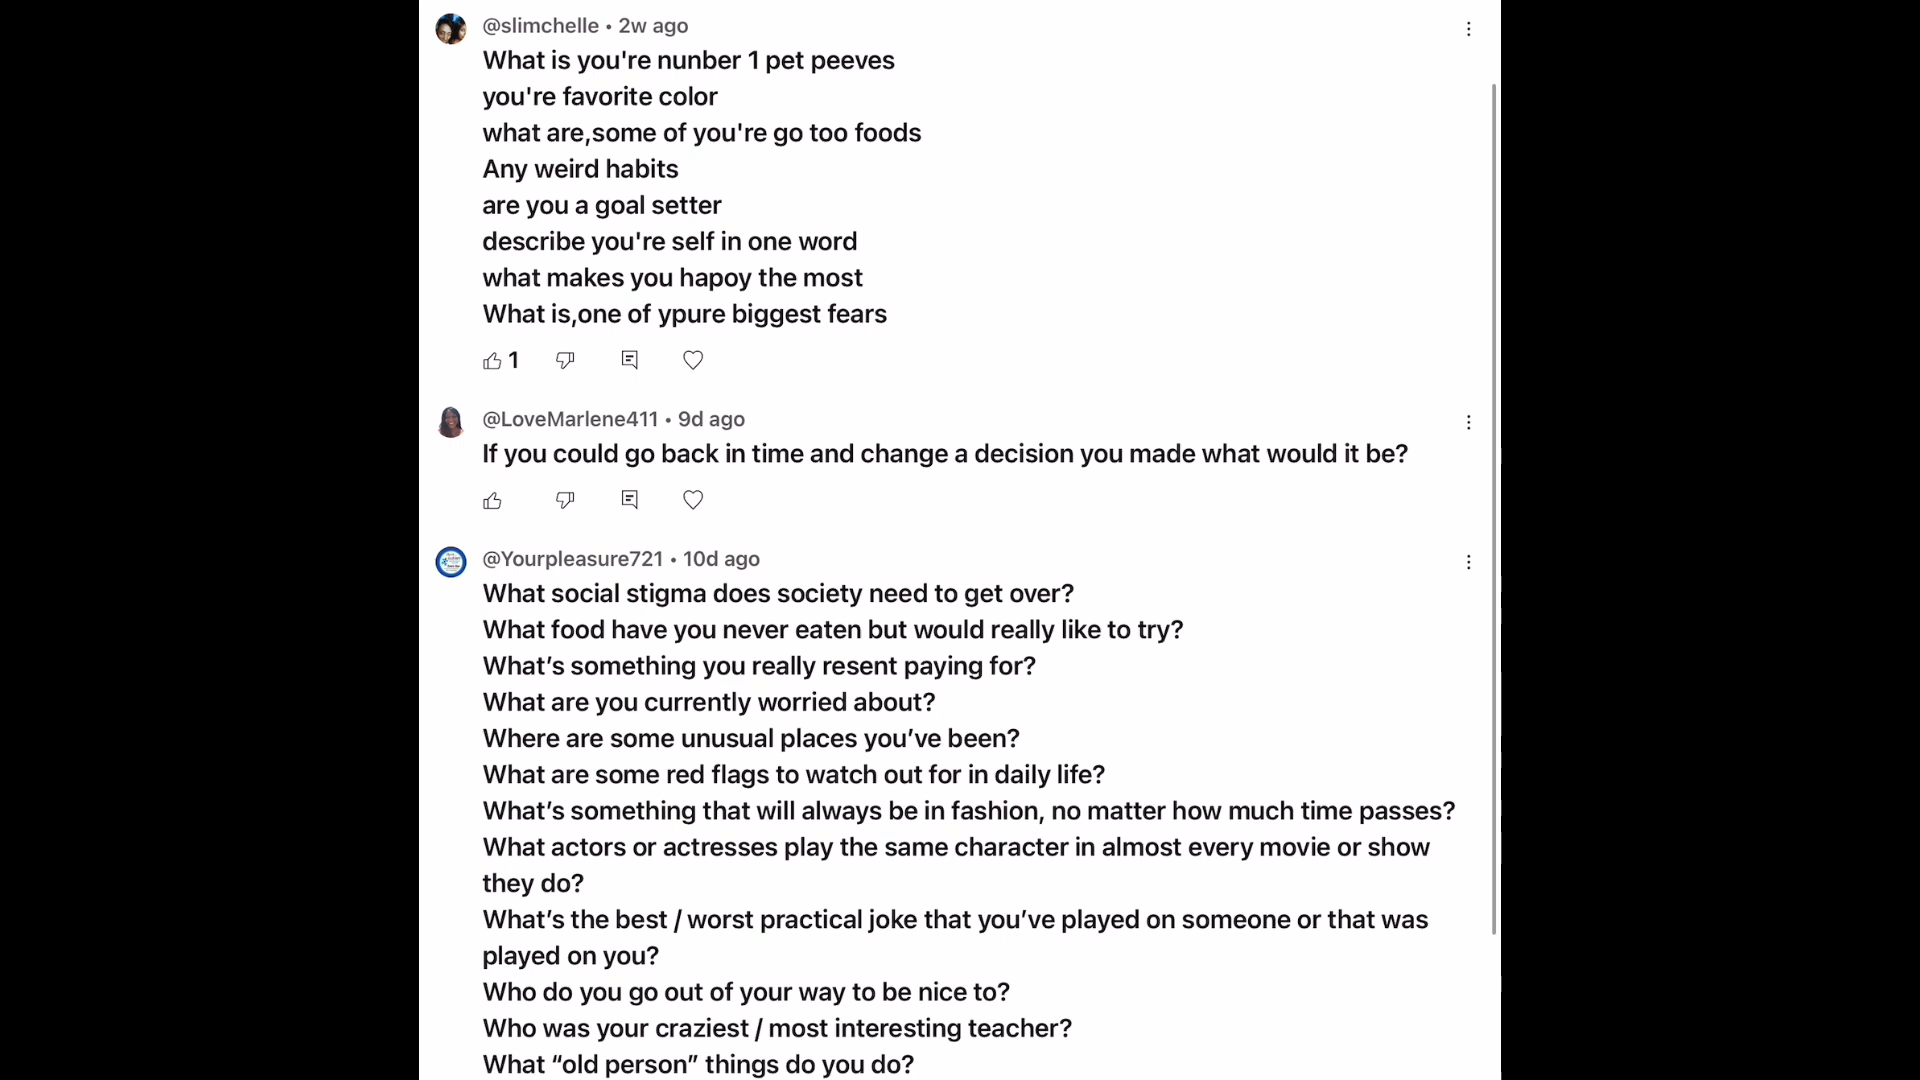 @slimchelle • 2w ago
What is you're nunber 1 pet peeves
you're favorite color
what are,some of you're go too foods
Any weird habits
are you a goal setter
describe you're self in one word
what makes you hapoy the most
What is,one of ypure biggest fears
1
@LoveMarlene411 • 9d ago
If you could go back in time and change a decision you made what would it be?
@Yourpleasure721 • 10d ago
What social stigma does society need to get over?
What food have you never eaten but would really like to try?
What’s something you really resent paying for?
What are you currently worried about?
Where are some unusual places you’ve been?
What are some red flags to watch out for in daily life?
What’s something that will always be in fashion, no matter how much time passes?
What actors or actresses play the same character in almost every movie or show
they do?
What’s the best / worst practical joke that you’ve played on someone or that was
played on you?
Who do you go out of your way to be nice to?
Who was your craziest / most interesting teacher?
What “old person” things do you do?